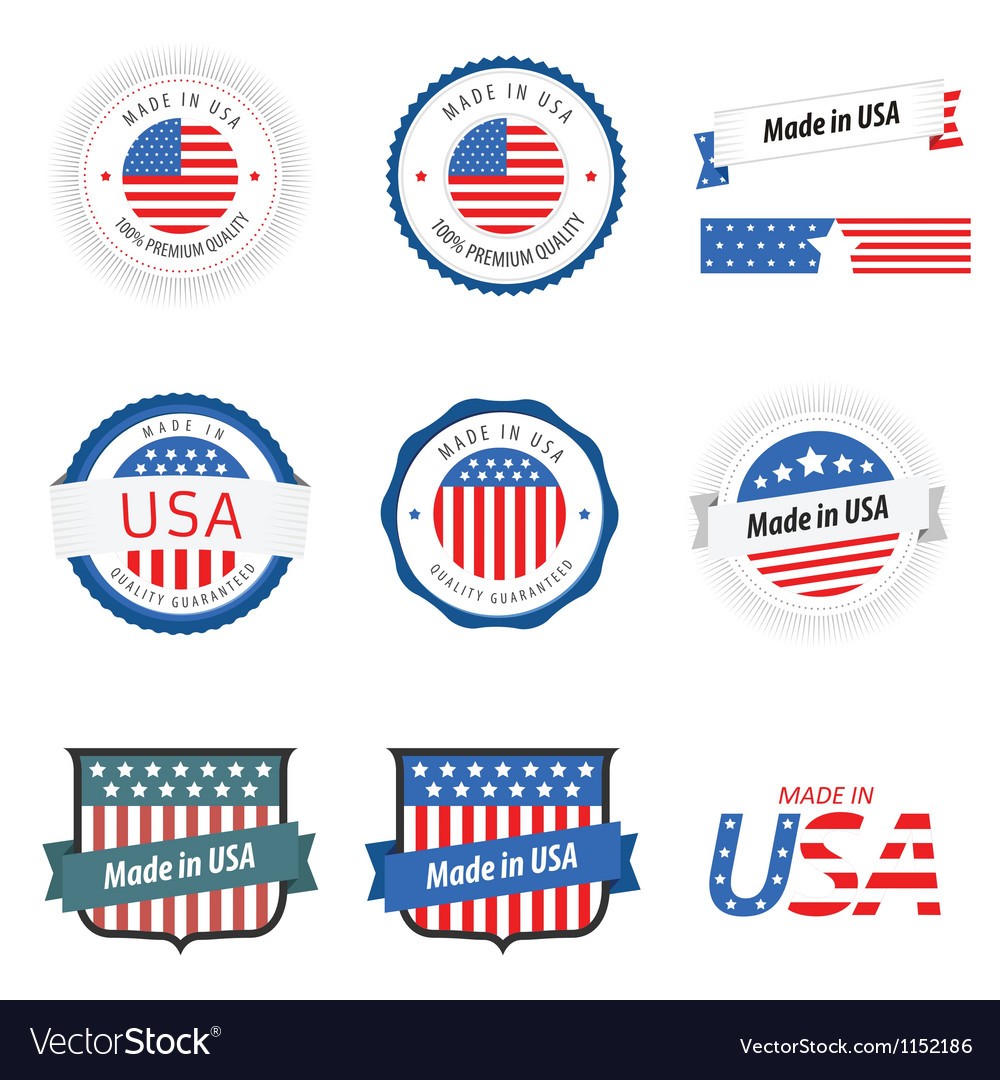 MADE IN USA
100% PREMIUM QUALITY
MADE IN USA
100% PREMIUM QUALITY
Made in USA
MADE IN
USA
QUALITY GUARANTEED
MADE IN USA
QUALITY GUARANTEED
Made in USA
Made in USA
Made in USA
MADE IN
USA
VectorStock®
VectorStock.com/1152186